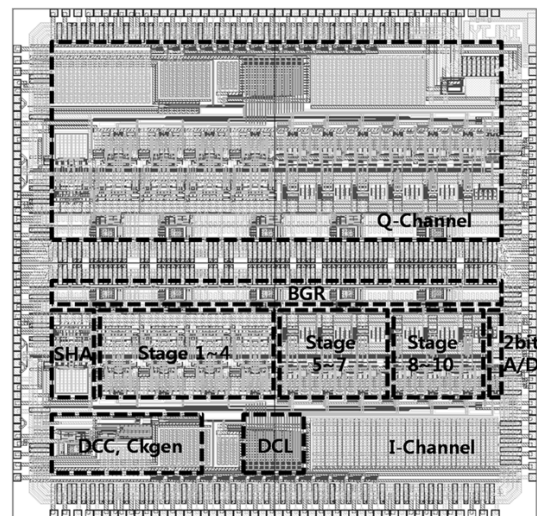 Q-Channel
BGR
SHA
Stage 1~4
Stage
5~7
Stage
8~10
2bit
A/D
DCC, Ckgen
DCL
I-Channel